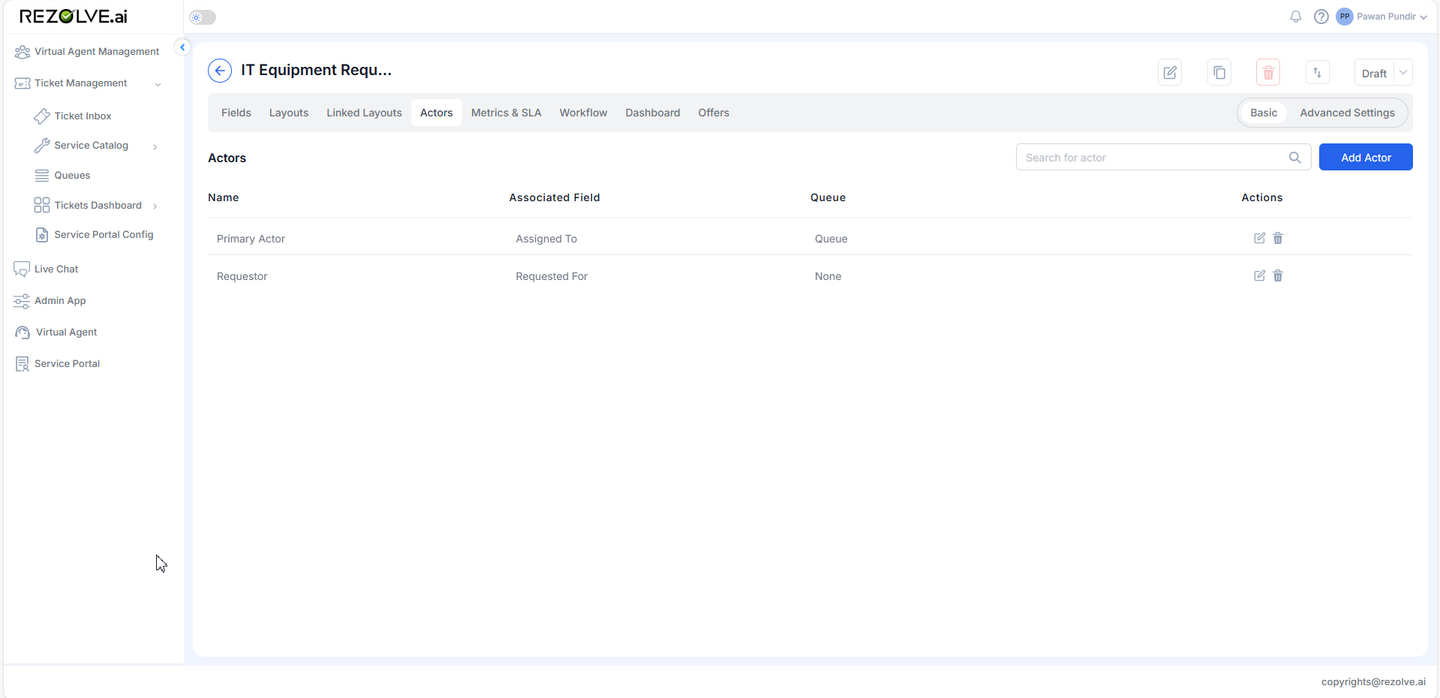 REZOLVE.ai
PP Pawan Pundir
Virtual Agent Management
Ticket Management
Ticket Inbox
Service Catalog
Queues
Tickets Dashboard
Service Portal Config
Live Chat
Admin App
Virtual Agent
Service Portal
IT Equipment Requ...
Draft
Fields Layouts Linked Layouts Actors Metrics & SLA Workflow Dashboard Offers Basic Advanced Settings
Actors Search for actor Add Actor
Name Associated Field Queue Actions
Primary Actor Assigned To Queue
Requestor Requested For None
copyrights@rezolve.ai